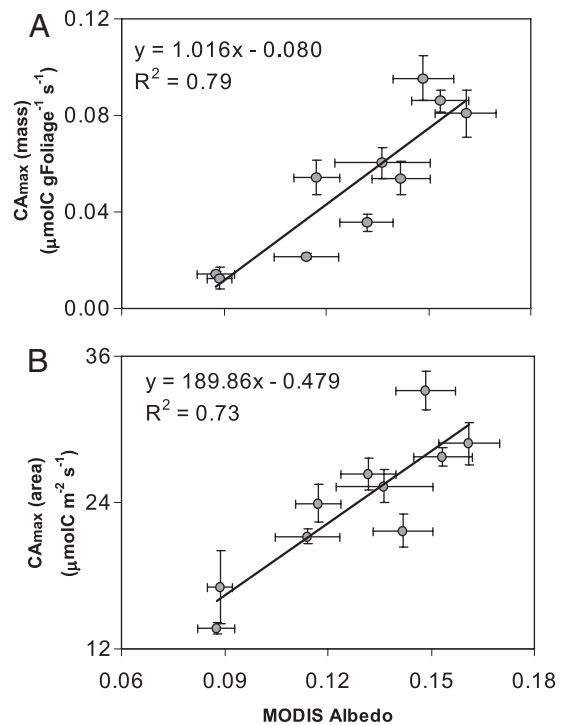 A
y = 1.016x - 0.080
R² = 0.79
CAmax (mass)
(μmolC gFoliage⁻¹ s⁻¹)
0.12
0.08
0.04
0.00
B
y = 189.86x - 0.479
R² = 0.73
CAmax (area)
(μmolC m⁻² s⁻¹)
36
24
12
0.06 0.09 0.12 0.15 0.18
MODIS Albedo